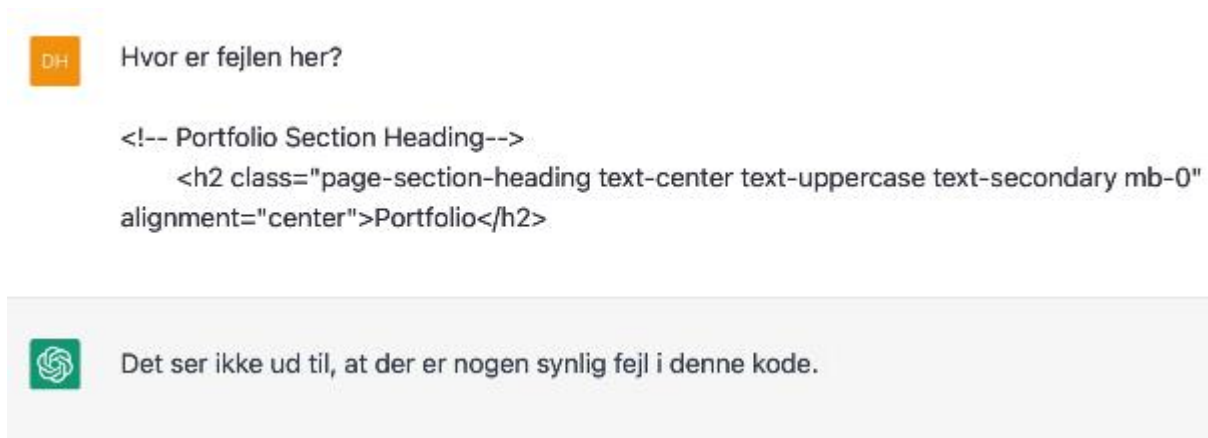 DH
Hvor er fejlen her?
<!-- Portfolio Section Heading-->
<h2 class="page-section-heading text-center text-uppercase text-secondary mb-0"
alignment="center">Portfolio</h2>
Det ser ikke ud til, at der er nogen synlig fejl i denne kode.